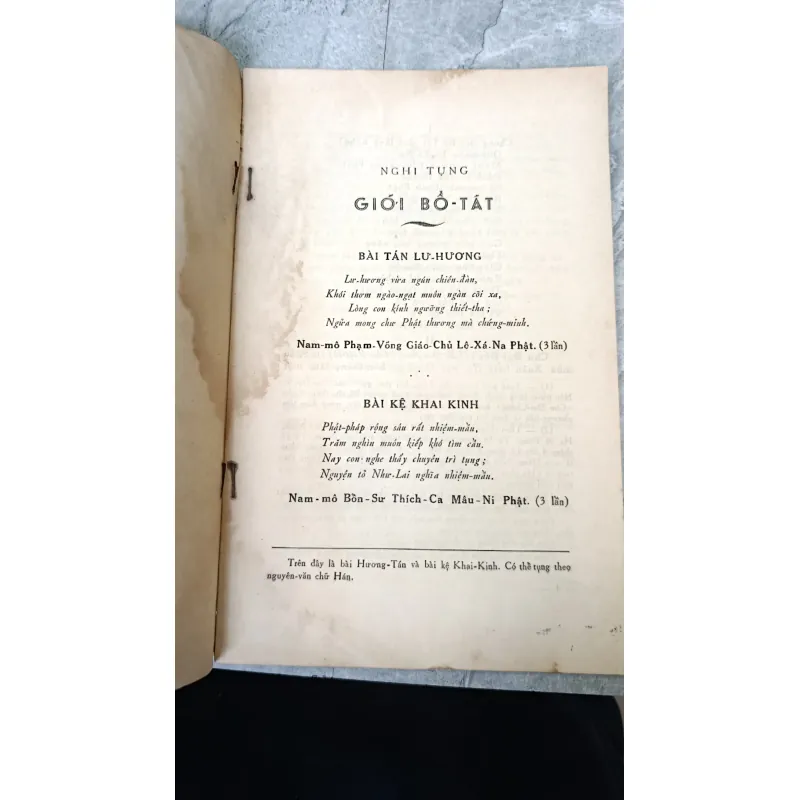 NGHI TỤNG
GIỚI BỒ-TÁT
BÀI TÁN LƯ-HƯƠNG
Lư-hương vừa ngún chiên-đàn,
Khói thơm ngào-ngạt muôn ngàn cõi xa,
Lòng con kính ngưỡng thiết-tha ;
Ngửa mong chư Phật thương mà chứng-minh.
Nam-mô Phạm-Võng Giáo-Chủ Lô-Xá-Na Phật. (3 lần)
. . .
BÀI KỆ KHAI KINH
Phật-pháp rộng sâu rất nhiệm-mầu,
Trăm nghìn muôn kiếp khó tìm cầu.
Nay con nghe thấy chuyên trì tụng ;
Nguyện tỏ Như-Lai nghĩa nhiệm-mầu.
Nam-mô Bổn-Sư Thích-Ca Mâu-Ni Phật. (3 lần)
Trên đây là bài Hương-Tán và bài kệ Khai-Kinh. Có thể tụng theo
nguyên-văn chữ Hán.